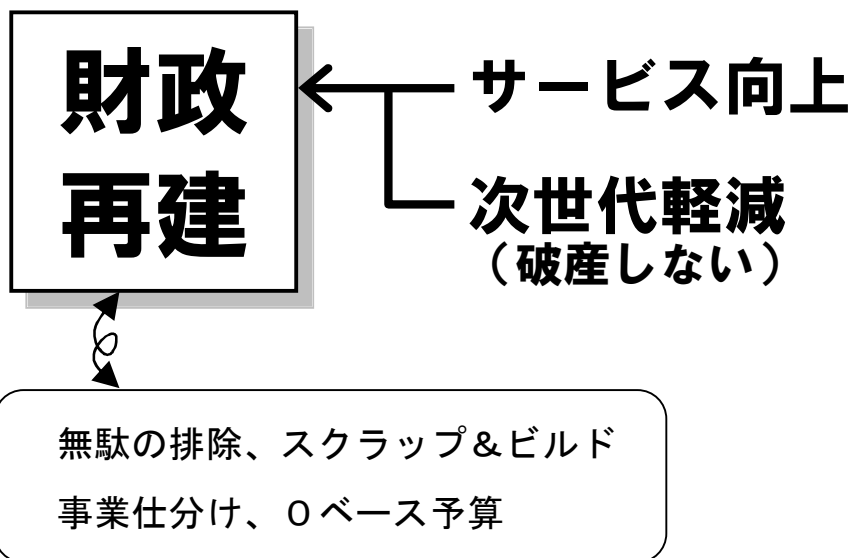 財政
再建
サービス向上
次世代軽減
（破産しない）
無駄の排除、スクラップ＆ビルド
事業仕分け、０ベース予算